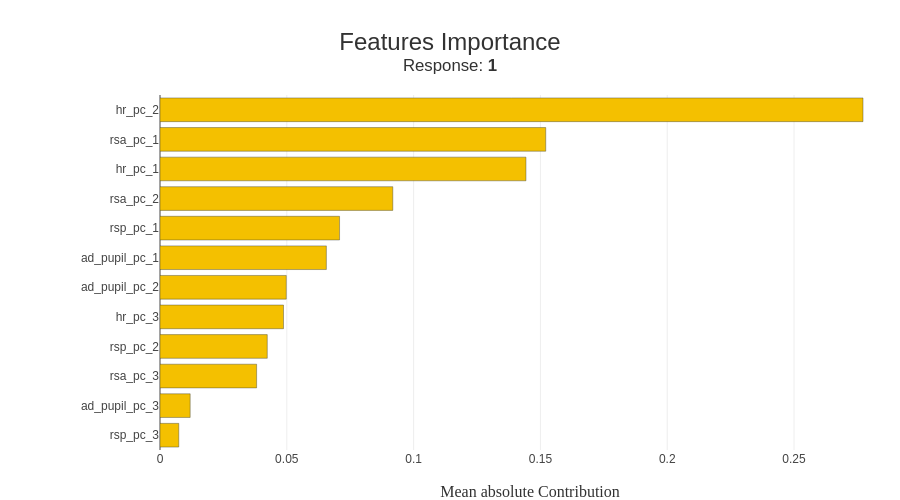 Features Importance
Response: 1
hr_pc_2
rsa_pc_1
hr_pc_1
rsa_pc_2
rsp_pc_1
ad_pupil_pc_1
ad_pupil_pc_2
hr_pc_3
rsp_pc_2
rsa_pc_3
ad_pupil_pc_3
rsp_pc_3
0 0.05 0.1 0.15 0.2 0.25
Mean absolute Contribution